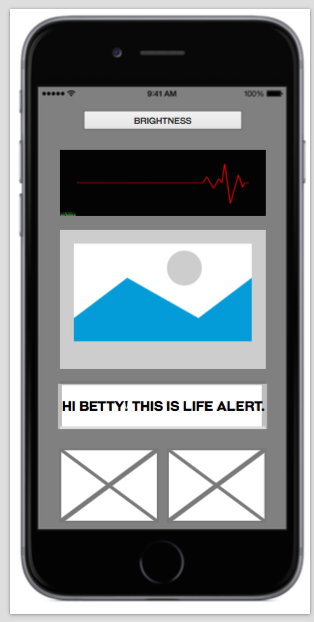 9:41 AM
100%
BRIGHTNESS
HI BETTY! THIS IS LIFE ALERT.